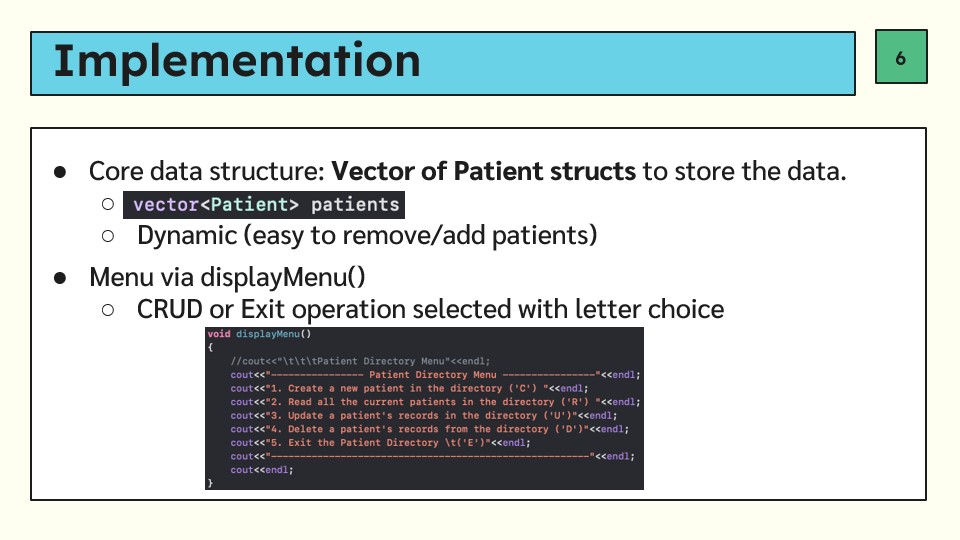 Implementation
6
● Core data structure: Vector of Patient structs to store the data.
○ vector<Patient> patients
○ Dynamic (easy to remove/add patients)
● Menu via displayMenu()
○ CRUD or Exit operation selected with letter choice
void displayMenu()
{
//cout<<"\t\t\tPatient Directory Menu"<<endl;
cout<<"---------------- Patient Directory Menu ----------------"<<endl;
cout<<"1. Create a new patient in the directory ('C') "<<endl;
cout<<"2. Read all the current patients in the directory ('R') "<<endl;
cout<<"3. Update a patient's records in the directory ('U')"<<endl;
cout<<"4. Delete a patient's records from the directory ('D')"<<endl;
cout<<"5. Exit the Patient Directory \t('E')"<<endl;
cout<<"-------------------------------------------------------"<<endl;
cout<<endl;
}